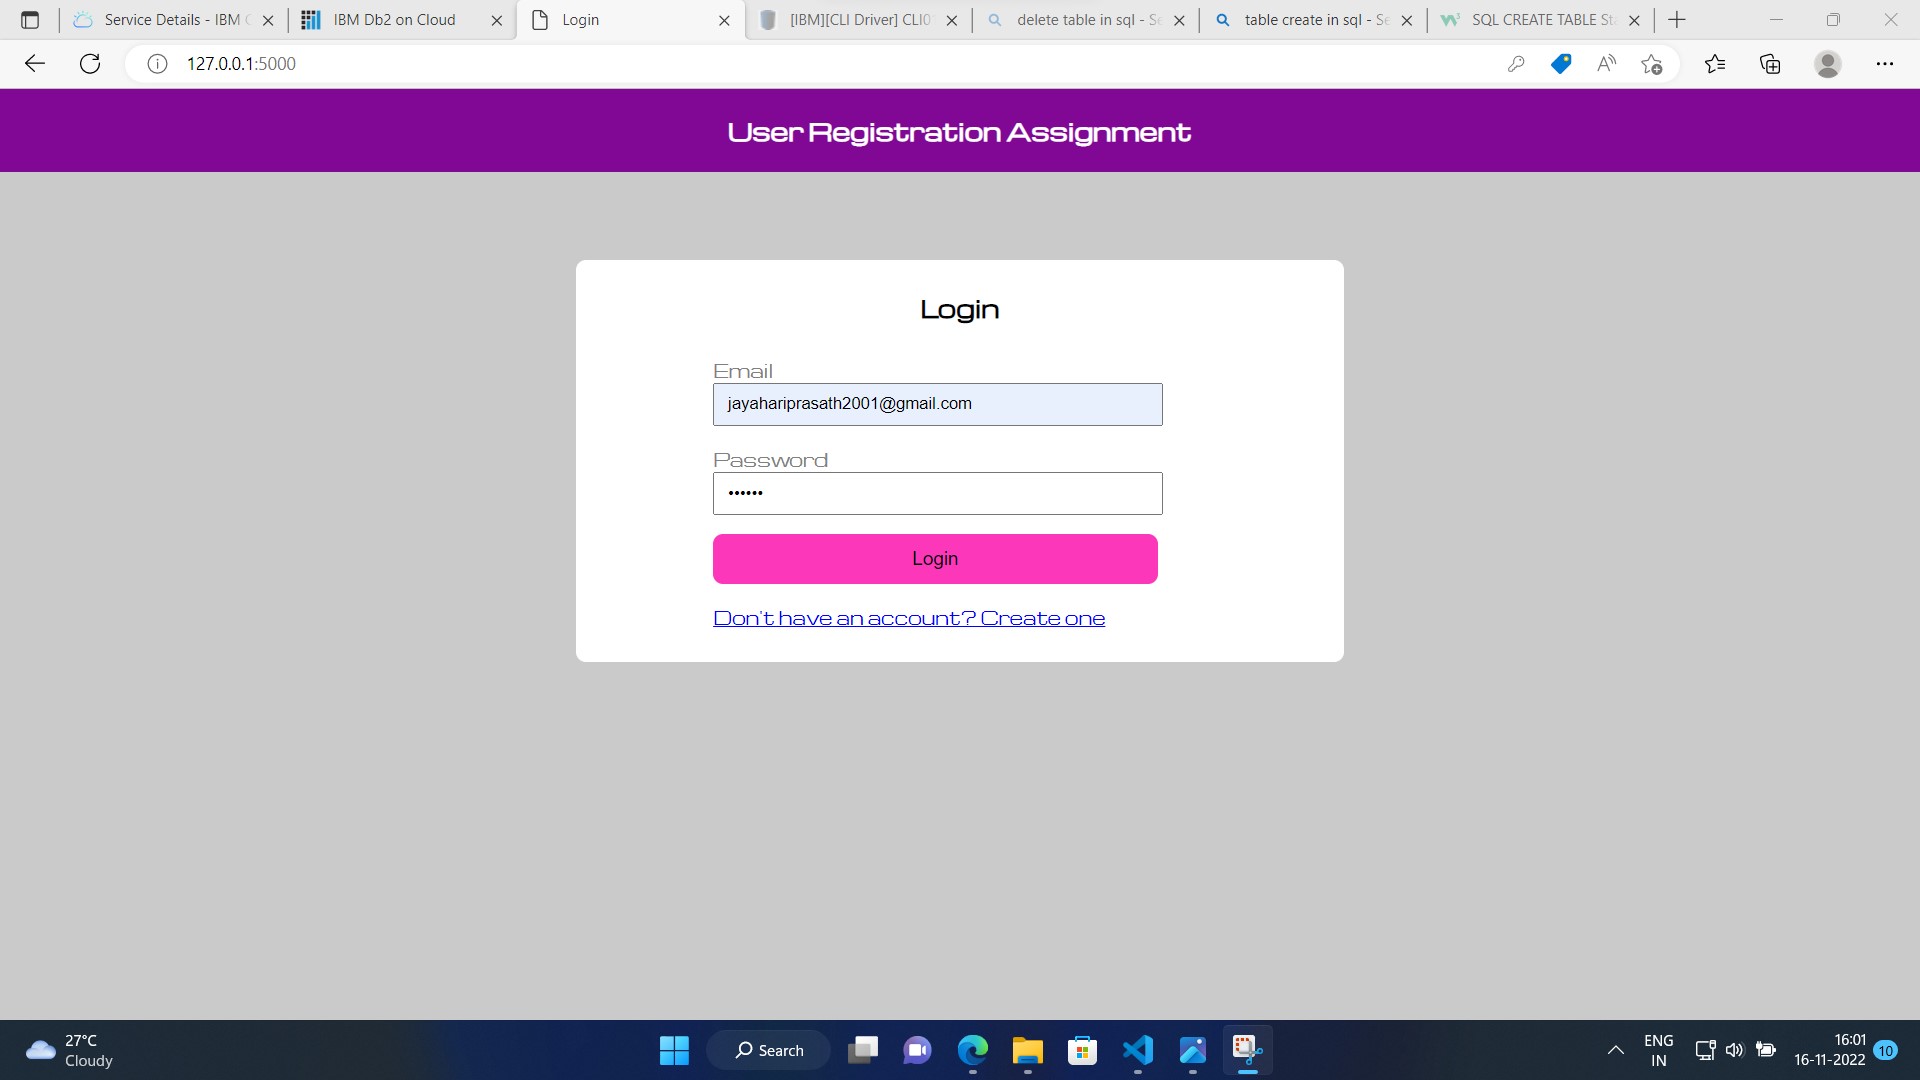 Service Details - IBM C
IBM Db2 on Cloud
Login
[IBM][CLI Driver] CLI0
delete table in sql - Se
table create in sql - Se
SQL CREATE TABLE Sta
127.0.0.1:5000
User Registration Assignment
Login
Email
jayahariprasath2001@gmail.com
Password
••••••
Login
Don't have an account? Create one
27°C
Cloudy
Search
ENG
IN
16:01
16-11-2022
10